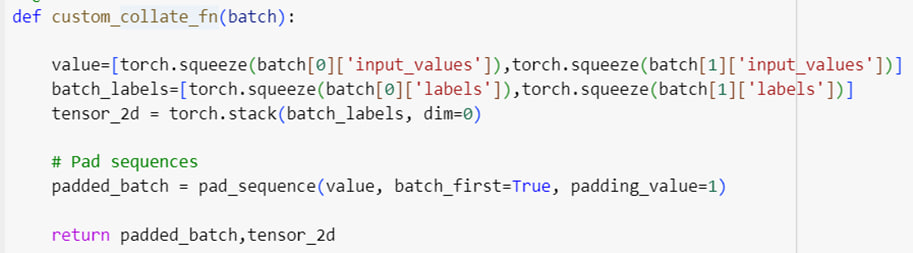 def custom_collate_fn(batch):
value=[torch.squeeze(batch[0]['input_values']),torch.squeeze(batch[1]['input_values'])]
batch_labels=[torch.squeeze(batch[0]['labels']),torch.squeeze(batch[1]['labels'])]
tensor_2d = torch.stack(batch_labels, dim=0)
# Pad sequences
padded_batch = pad_sequence(value, batch_first=True, padding_value=1)
return padded_batch,tensor_2d